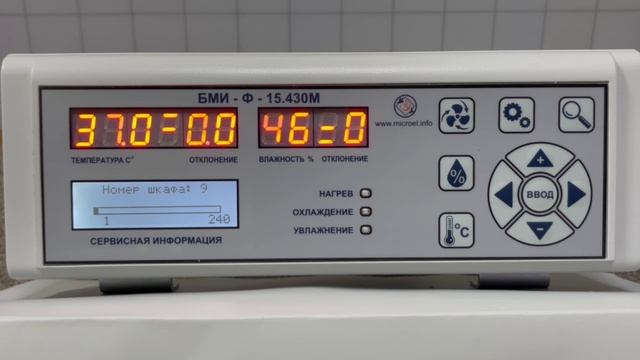 БМИ - Ф - 15.430М
37.0=0.0 46±0
www.microel.info
ТЕМПЕРАТУРА С° ОТКЛОНЕНИЕ ВЛАЖНОСТЬ % ОТКЛОНЕНИЕ
Номер шкафа: 9
1 240
СЕРВИСНАЯ ИНФОРМАЦИЯ
НАГРЕВ
ОХЛАЖДЕНИЕ
УВЛАЖНЕНИЕ
%
°C
+
ВВОД
-